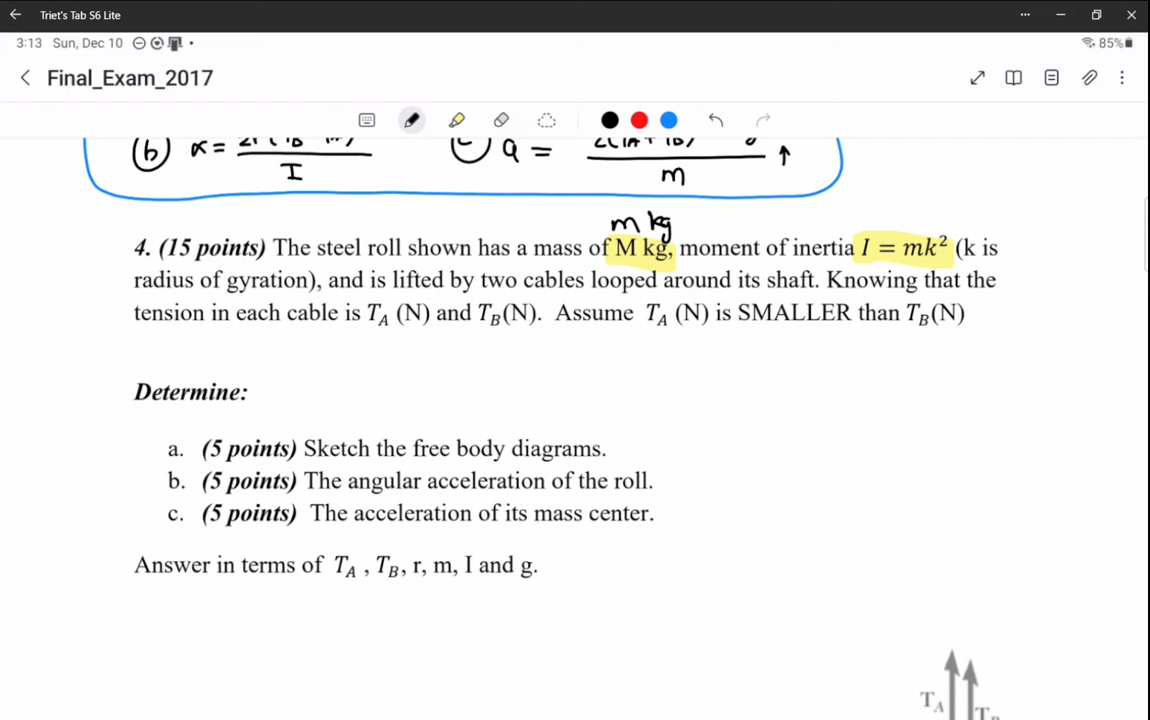 Triet's Tab S6 Lite
3:13 Sun, Dec 10 85%
Final_Exam_2017
(b) α = I a = m
m kg
4. (15 points) The steel roll shown has a mass of M kg, moment of inertia I = mk² (k is
radius of gyration), and is lifted by two cables looped around its shaft. Knowing that the
tension in each cable is T_A (N) and T_B(N). Assume T_A (N) is SMALLER than T_B(N)
Determine:
a. (5 points) Sketch the free body diagrams.
b. (5 points) The angular acceleration of the roll.
c. (5 points) The acceleration of its mass center.
Answer in terms of T_A , T_B, r, m, I and g.
T_A